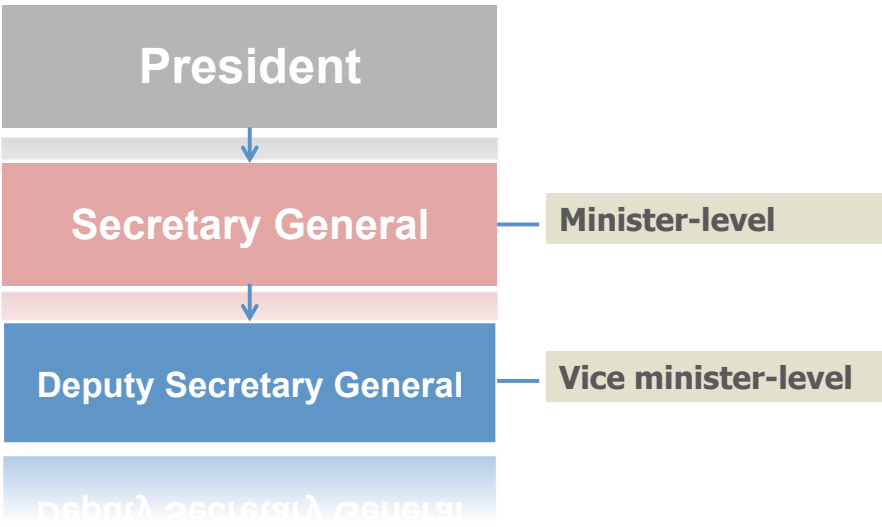 President
Secretary General
Minister-level
Deputy Secretary General
Vice minister-level